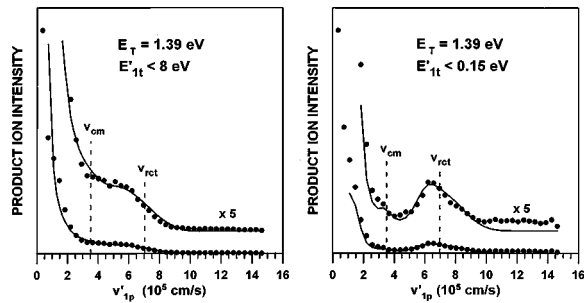 PRODUCT ION INTENSITY
E_T = 1.39 eV
E'_1t < 8 eV
v_cm
v_rct
x 5
0 2 4 6 8 10 12 14 16
v'_1p (10^5 cm/s)
PRODUCT ION INTENSITY
E_T = 1.39 eV
E'_1t < 0.15 eV
v_cm
v_rct
x 5
0 2 4 6 8 10 12 14 16
v'_1p (10^5 cm/s)